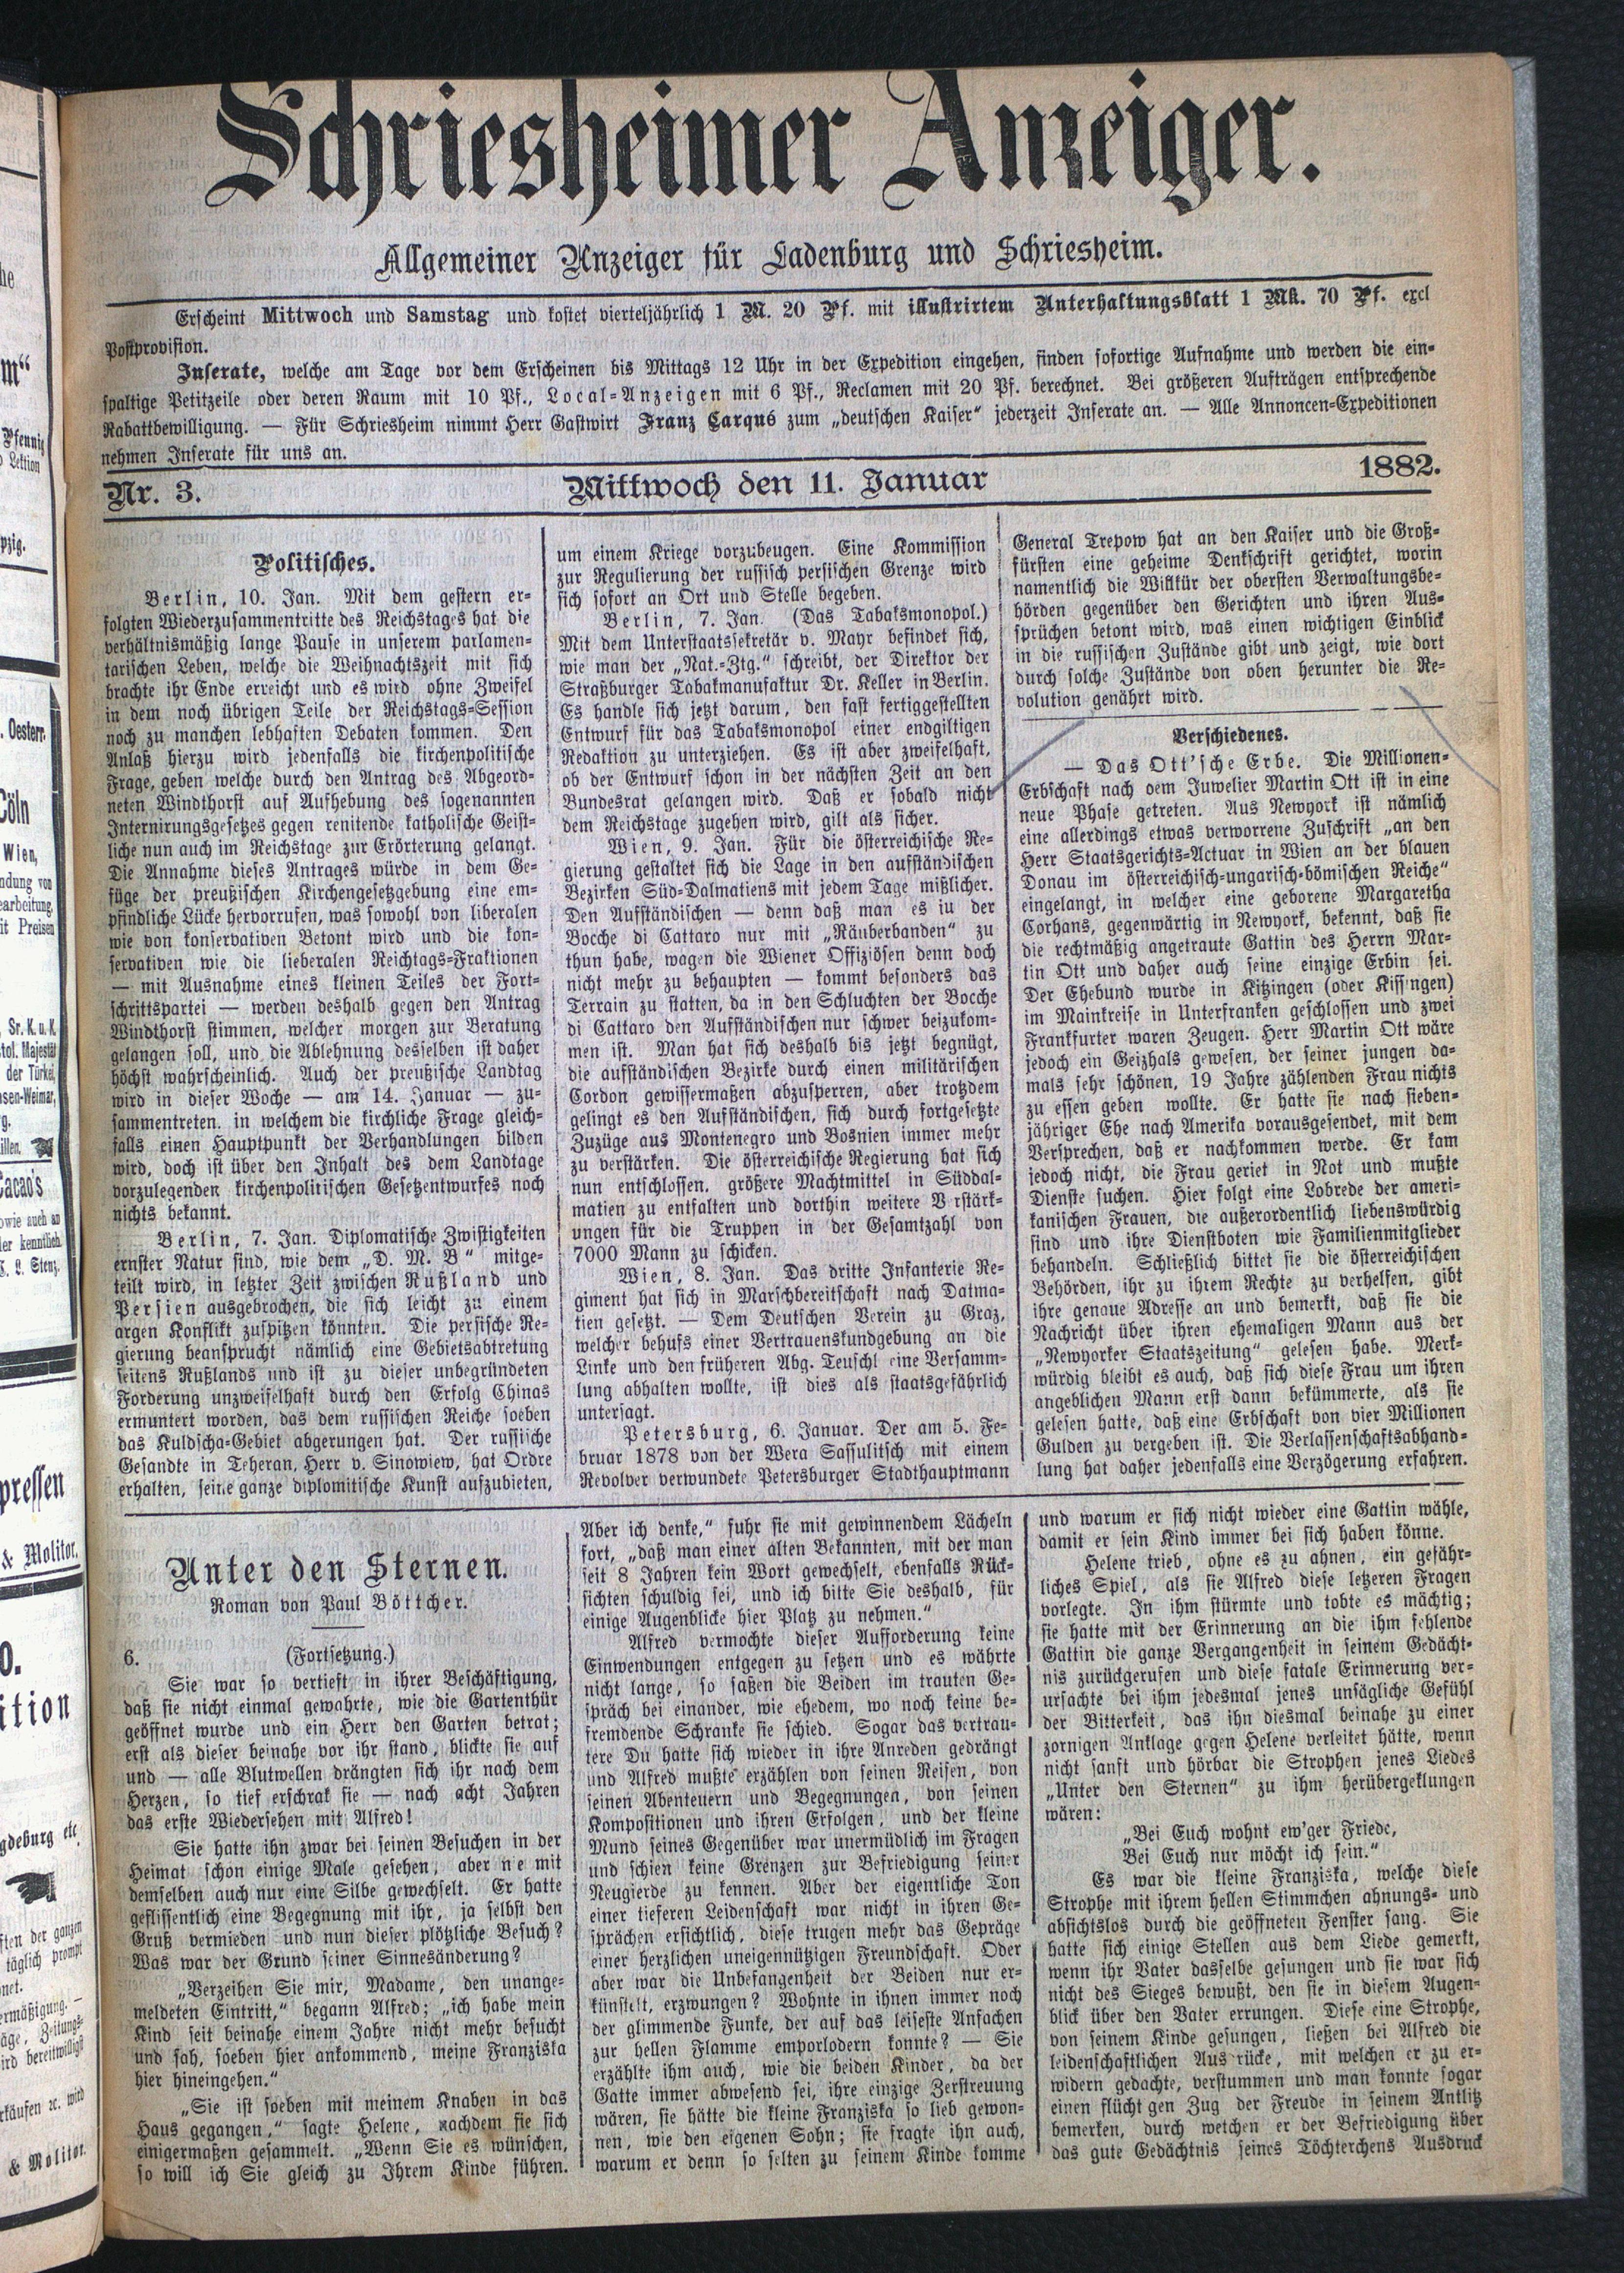 Schriesheimer Anzeiger.
Allgemeiner Anzeiger für Ladenburg und Schriesheim.
Erscheint Mittwoch und Samstag und kostet vierteljährlich 1 M. 20 Pf. mit illustrirtem Unterhaltungsblatt 1 Mk. 70 Pf. excl
Postprovision.
Inserate, welche am Tage vor dem Erscheinen bis Mittags 12 Uhr in der Expedition eingehen, finden sofortige Aufnahme und werden die ein-
spaltige Petitzeile oder deren Raum mit 10 Pf., Local-Anzeigen mit 6 Pf., Reclamen mit 20 Pf. berechnet. Bei größeren Aufträgen entsprechende
Rabattbewilligung. — Für Schriesheim nimmt Herr Gastwirt Franz Carqué zum „deutschen Kaiser“ jederzeit Inserate an. — Alle Annoncen-Expeditionen
nehmen Inserate für uns an.
Nr. 3.
Mittwoch den 11. Januar
1882.
Politisches.
Berlin, 10. Jan. Mit dem gestern er-
folgten Wiederzusammentritte des Reichstages hat die
verhältnismäßig lange Pause in unserem parlamen-
tarischen Leben, welche die Weihnachtszeit mit sich
brachte ihr Ende erreicht und es wird ohne Zweifel
in dem noch übrigen Teile der Reichstags-Session
noch zu manchen lebhaften Debaten kommen. Den
Anlaß hierzu wird jedenfalls die kirchenpolitische
Frage, geben welche durch den Antrag des Abgeord-
neten Windthorst auf Aufhebung des sogenannten
Internirungsgesetzes gegen renitende katholische Geist-
liche nun auch im Reichstage zur Erörterung gelangt.
Die Annahme dieses Antrages würde in dem Ge-
füge der preußischen Kirchengesetzgebung eine em-
pfindliche Lücke hervorrufen, was sowohl von liberalen
wie von konservativen Betont wird und die kon-
servativen wie die lieberalen Reichtags-Fraktionen
— mit Ausnahme eines kleinen Teiles der Fort-
schrittspartei — werden deshalb gegen den Antrag
Windthorst stimmen, welcher morgen zur Beratung
gelangen soll, und die Ablehnung desselben ist daher
höchst wahrscheinlich. Auch der preußische Landtag
wird in dieser Woche — am 14. Januar — zu-
sammentreten. in welchem die kirchliche Frage gleich-
falls einen Hauptpunkt der Verhandlungen bilden
wird, doch ist über den Inhalt des dem Landtage
vorzulegenden kirchenpolitischen Gesetzentwurfes noch
nichts bekannt.
Berlin, 7. Jan. Diplomatische Zwistigkeiten
ernster Natur sind, wie dem „D. M. B“ mitge-
teilt wird, in letzter Zeit zwischen Rußland und
Persien ausgebrochen, die sich leicht zu einem
argen Konflikt zuspitzen könnten. Die persische Re-
gierung beansprucht nämlich eine Gebietsabtretung
seitens Rußlands und ist zu dieser unbegründeten
Forderung unzweifelhaft durch den Erfolg Chinas
ermuntert worden, das dem russischen Reiche soeben
das Kuldscha-Gebiet abgerungen hat. Der russische
Gesandte in Teheran, Herr v. Sinowiew, hat Ordre
erhalten, seine ganze diplomitische Kunst aufzubieten,
um einem Kriege vorzubeugen. Eine Kommission
zur Regulierung der russisch persischen Grenze wird
sich sofort an Ort und Stelle begeben.
Berlin, 7. Jan. (Das Tabaksmonopol.)
Mit dem Unterstaatssekretär v. Mayr befindet sich,
wie man der „Nat.-Ztg.“ schreibt, der Direktor der
Straßburger Tabakmanufaktur Dr. Keller in Berlin.
Es handle sich jetzt darum, den fast fertiggestellten
Entwurf für das Tabaksmonopol einer endgiltigen
Redaktion zu unterziehen. Es ist aber zweifelhaft,
ob der Entwurf schon in der nächsten Zeit an den
Bundesrat gelangen wird. Daß er sobald nicht
dem Reichstage zugehen wird, gilt als sicher.
Wien, 9. Jan. Für die österreichische Re-
gierung gestaltet sich die Lage in den aufständischen
Bezirken Süd-Dalmatiens mit jedem Tage mißlicher.
Den Aufständischen — denn daß man es in der
Bocche di Cattaro nur mit „Räuberbanden“ zu
thun habe, wagen die Wiener Offiziösen denn doch
nicht mehr zu behaupten — kommt besonders das
Terrain zu statten, da in den Schluchten der Bocche
di Cattaro den Aufständischen nur schwer beizukom-
men ist. Man hat sich deshalb bis jetzt begnügt,
die aufständischen Bezirke durch einen militärischen
Cordon gewissermaßen abzusperren, aber trotzdem
gelingt es den Aufständischen, sich durch fortgesetzte
Zuzüge aus Montenegro und Bosnien immer mehr
zu verstärken. Die österreichische Regierung hat sich
nun entschlossen, größere Machtmittel in Süddal-
matien zu entfalten und dorthin weitere Verstärk-
ungen für die Truppen in der Gesamtzahl von
7000 Mann zu schicken.
Wien, 8. Jan. Das dritte Infanterie Re-
giment hat sich in Marschbereitschaft nach Datma-
tien gesetzt. — Dem Deutschen Verein zu Graz,
welcher behufs einer Vertrauenskundgebung an die
Linke und den früheren Abg. Teuschl eine Versamm-
lung abhalten wollte, ist dies als staatsgefährlich
untersagt.
Petersburg, 6. Januar. Der am 5. Fe-
bruar 1878 von der Wera Sassulitsch mit einem
Revolver verwundete Petersburger Stadthauptmann
General Trepow hat an den Kaiser und die Groß-
fürsten eine geheime Denkschrift gerichtet, worin
namentlich die Willkür der obersten Verwaltungsbe-
hörden gegenüber den Gerichten und ihren Aus-
sprüchen betont wird, was einen wichtigen Einblick
in die russischen Zustände gibt und zeigt, wie dort
durch solche Zustände von oben herunter die Re-
volution genährt wird.
Verschiedenes.
— Das Ott'sche Erbe. Die Millionen-
Erbschaft nach dem Juwelier Martin Ott ist in eine
neue Phase getreten. Aus Newyork ist nämlich
eine allerdings etwas verworrene Zuschrift „an den
Herr Staatsgerichts-Actuar in Wien an der blauen
Donau im österreichisch-ungarisch-bömischen Reiche“
eingelangt, in welcher eine geborene Margaretha
Corhans, gegenwärtig in Newyork, bekennt, daß sie
die rechtmäßig angetraute Gattin des Herrn Mar-
tin Ott und daher auch seine einzige Erbin sei.
Der Ehebund wurde in Kitzingen (oder Kissingen)
im Mainkreise in Unterfranken geschlossen und zwei
Frankfurter waren Zeugen. Herr Martin Ott wäre
jedoch ein Geizhals gewesen, der seiner jungen da-
mals sehr schönen, 19 Jahre zählenden Frau nichts
zu essen geben wollte. Er hatte sie nach sieben-
jähriger Ehe nach Amerika vorausgesendet, mit dem
Versprechen, daß er nachkommen werde. Er kam
jedoch nicht, die Frau geriet in Not und mußte
Dienste suchen. Hier folgt eine Lobrede der ameri-
kanischen Frauen, die außerordentlich liebenswürdig
sind und ihre Dienstboten wie Familienmitglieder
behandeln. Schließlich bittet sie die österreichischen
Behörden, ihr zu ihrem Rechte zu verhelfen, gibt
ihre genaue Adresse an und bemerkt, daß sie die
Nachricht über ihren ehemaligen Mann aus der
„Newyorker Staatszeitung“ gelesen habe. Merk-
würdig bleibt es auch, daß sich diese Frau um ihren
angeblichen Mann erst dann bekümmerte, als sie
gelesen hatte, daß eine Erbschaft von vier Millionen
Gulden zu vergeben ist. Die Verlassenschaftsabhand-
lung hat daher jedenfalls eine Verzögerung erfahren.
Unter den Sternen.
Roman von Paul Böttcher.
6. (Fortsetzung.)
Sie war so vertieft in ihrer Beschäftigung,
daß sie nicht einmal gewahrte, wie die Gartenthür
geöffnet wurde und ein Herr den Garten betrat;
erst als dieser beinahe vor ihr stand, blickte sie auf
und — alle Blutwellen drängten sich ihr nach dem
Herzen, so tief erschrak sie — nach acht Jahren
das erste Wiedersehen mit Alfred!
Sie hatte ihn zwar bei seinen Besuchen in der
Heimat schon einige Male gesehen, aber nie mit
demselben auch nur eine Silbe gewechselt. Er hatte
geflissentlich eine Begegnung mit ihr, ja selbst den
Gruß vermieden und nun dieser plötzliche Besuch?
Was war der Grund seiner Sinnesänderung?
„Verzeihen Sie mir, Madame, den unange-
meldeten Eintritt,“ begann Alfred; „ich habe mein
Kind seit beinahe einem Jahre nicht mehr besucht
und sah, soeben hier ankommend, meine Franziska
hier hineingehen.“
„Sie ist soeben mit meinem Knaben in das
Haus gegangen,“ sagte Helene, nachdem sie sich
einigermaßen gesammelt. „Wenn Sie es wünschen,
so will ich Sie gleich zu Ihrem Kinde führen.
Aber ich denke,“ fuhr sie mit gewinnendem Lächeln
fort, „daß man einer alten Bekannten, mit der man
seit 8 Jahren kein Wort gewechselt, ebenfalls Rück-
sichten schuldig sei, und ich bitte Sie deshalb, für
einige Augenblicke hier Platz zu nehmen.“
Alfred vermochte dieser Aufforderung keine
Einwendungen entgegen zu setzen und es währte
nicht lange, so saßen die Beiden im trauten Ge-
spräch bei einander, wie ehedem, wo noch keine be-
fremdende Schranke sie schied. Sogar das vertrau-
tere Du hatte sich wieder in ihre Anreden gedrängt
und Alfred mußte erzählen von seinen Reisen, von
seinen Abenteuern und Begegnungen, von seinen
Kompositionen und ihren Erfolgen, und der kleine
Mund seines Gegenüber war unermüdlich im Fragen
und schien keine Grenzen zur Befriedigung seiner
Neugierde zu kennen. Aber der eigentliche Ton
einer tieferen Leidenschaft war nicht in ihren Ge-
sprächen ersichtlich, diese trugen mehr das Gepräge
einer herzlichen uneigennützigen Freundschaft. Oder
aber war die Unbefangenheit der Beiden nur er-
künstelt, erzwungen? Wohnte in ihnen immer noch
der glimmende Funke, der auf das leiseste Anfachen
zur hellen Flamme emporlodern konnte? — Sie
erzählte ihm auch, wie die beiden Kinder, da der
Gatte immer abwesend sei, ihre einzige Zerstreuung
wären, sie hätte die kleine Franziska so lieb gewon-
nen, wie den eigenen Sohn; sie fragte ihn auch,
warum er denn so selten zu seinem Kinde komme
und warum er sich nicht wieder eine Gattin wähle,
damit er sein Kind immer bei sich haben könne.
Helene trieb, ohne es zu ahnen, ein gefähr-
liches Spiel, als sie Alfred diese letzeren Fragen
vorlegte. In ihm stürmte und tobte es mächtig;
sie hatte mit der Erinnerung an die ihm fehlende
Gattin die ganze Vergangenheit in seinem Gedächt-
nis zurückgerufen und diese fatale Erinnerung ver-
ursachte bei ihm jedesmal jenes unsägliche Gefühl
der Bitterkeit, das ihn diesmal beinahe zu einer
zornigen Anklage gegen Helene verleitet hätte, wenn
nicht sanft und hörbar die Strophen jenes Liedes
„Unter den Sternen“ zu ihm herübergeklungen
wären:
„Bei Euch wohnt ew'ger Friede,
Bei Euch nur möcht ich sein.“
Es war die kleine Franziska, welche diese
Strophe mit ihrem hellen Stimmchen ahnungs- und
absichtslos durch die geöffneten Fenster sang. Sie
hatte sich einige Stellen aus dem Liede gemerkt,
wenn ihr Vater dasselbe gesungen und sie war sich
nicht des Sieges bewußt, den sie in diesem Augen-
blick über den Vater errungen. Diese eine Strophe,
von seinem Kinde gesungen, ließen bei Alfred die
leidenschaftlichen Ausdrücke, mit welchen er zu er-
widern gedachte, verstummen und man konnte sogar
einen flüchtgen Zug der Freude in seinem Antlitz
bemerken, durch welchen er der Befriedigung über
das gute Gedächtnis seines Töchterchens Ausdruck